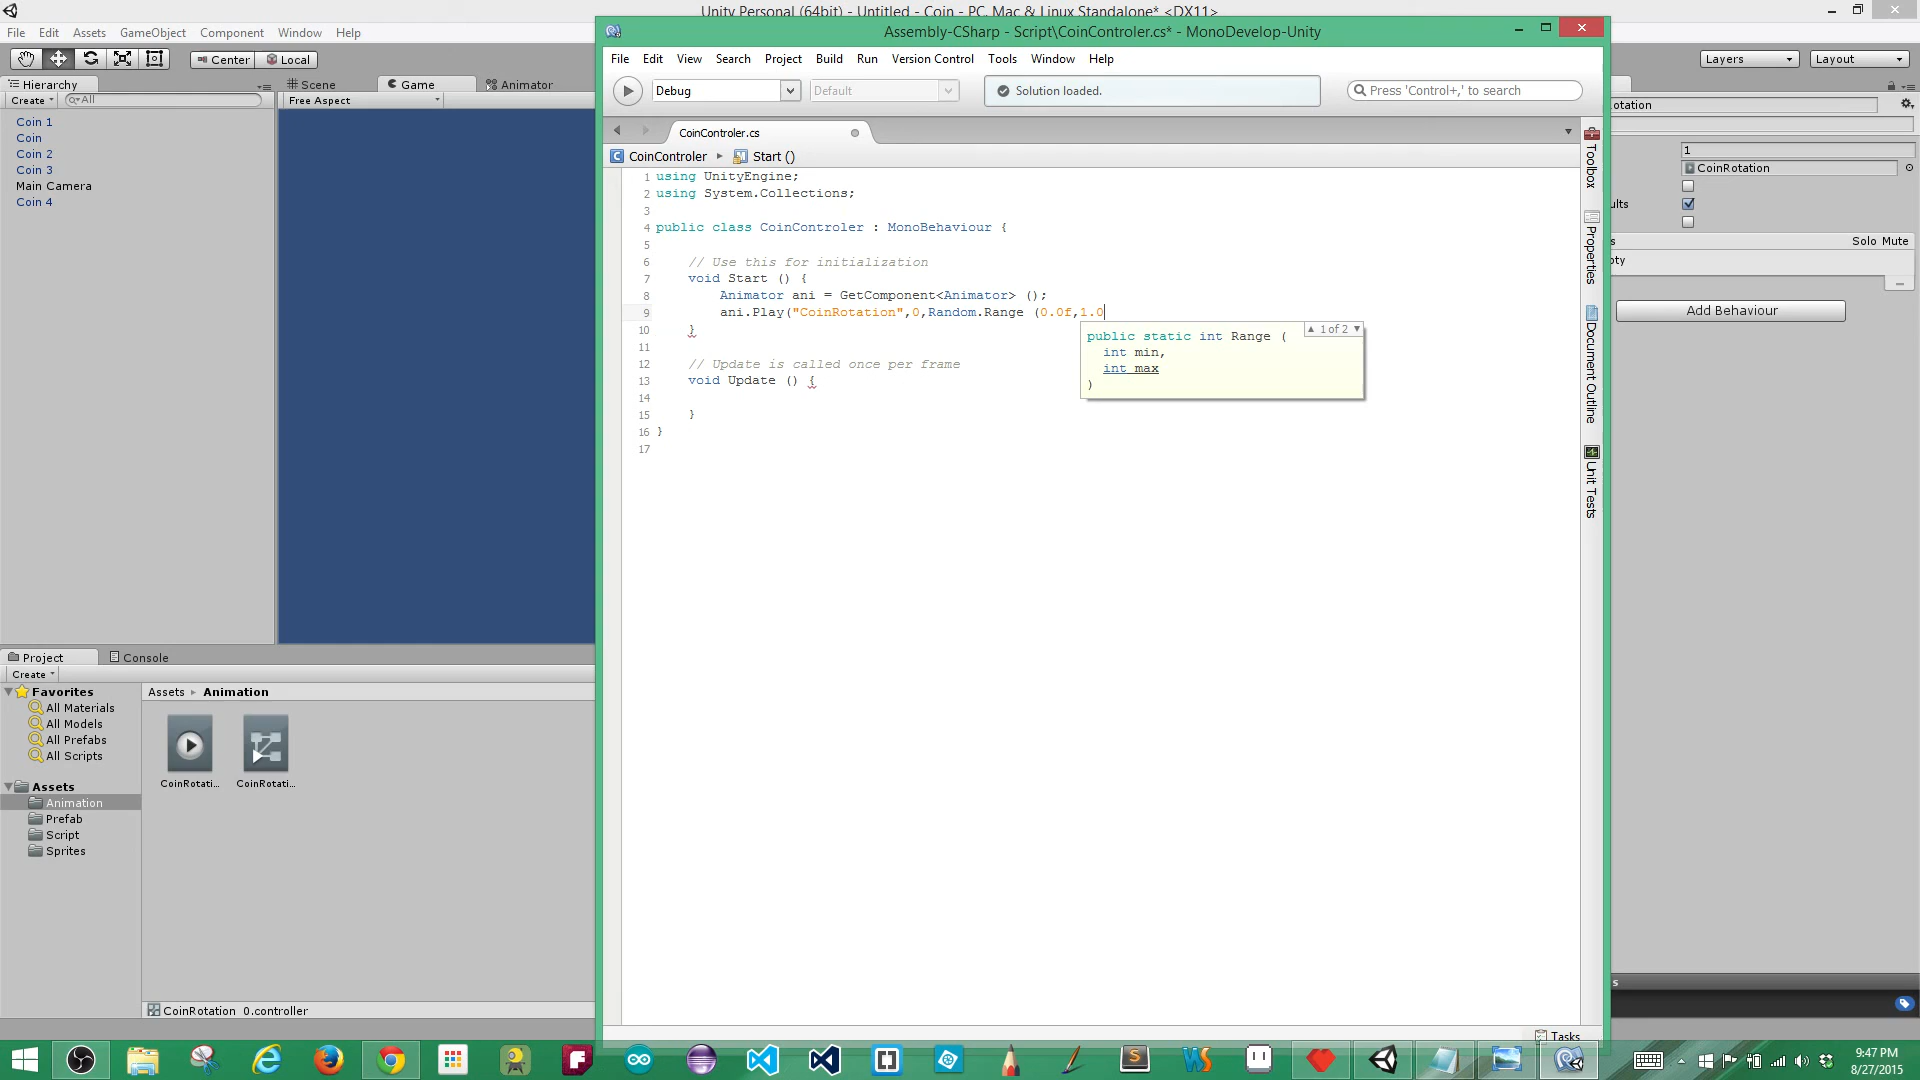 Unity Personal (64bit) - Untitled - Coin - PC, Mac & Linux Standalone* <DX11>
File Edit Assets GameObject Component Window Help
Center Local
Layers Layout
Hierarchy
Create All
Coin 1
Coin
Coin 2
Coin 3
Main Camera
Coin 4
Scene Game Animator
Free Aspect
Assembly-CSharp - Script\CoinControler.cs* - MonoDevelop-Unity
File Edit View Search Project Build Run Version Control Tools Window Help
Debug Default Solution loaded. Press 'Control+,' to search
CoinControler.cs
CoinControler Start ()
1 using UnityEngine;
2 using System.Collections;
3
4 public class CoinControler : MonoBehaviour {
5
6 // Use this for initialization
7 void Start () {
8 Animator ani = GetComponent<Animator> ();
9 ani.Play("CoinRotation",0,Random.Range (0.0f,1.0
10 }
11
12 // Update is called once per frame
13 void Update () {
14
15 }
16 }
17
1 of 2
public static int Range (
int min,
int max
)
Toolbox
Properties
Document Outline
Unit Tests
Tasks
otation
1
CoinRotation
ults
s Solo Mute
pty
Add Behaviour
s
Project Console
Create
Favorites
All Materials
All Models
All Prefabs
All Scripts
Assets
Animation
Prefab
Script
Sprites
Assets Animation
CoinRotati...
CoinRotati...
CoinRotation 0.controller
9:47 PM
8/27/2015